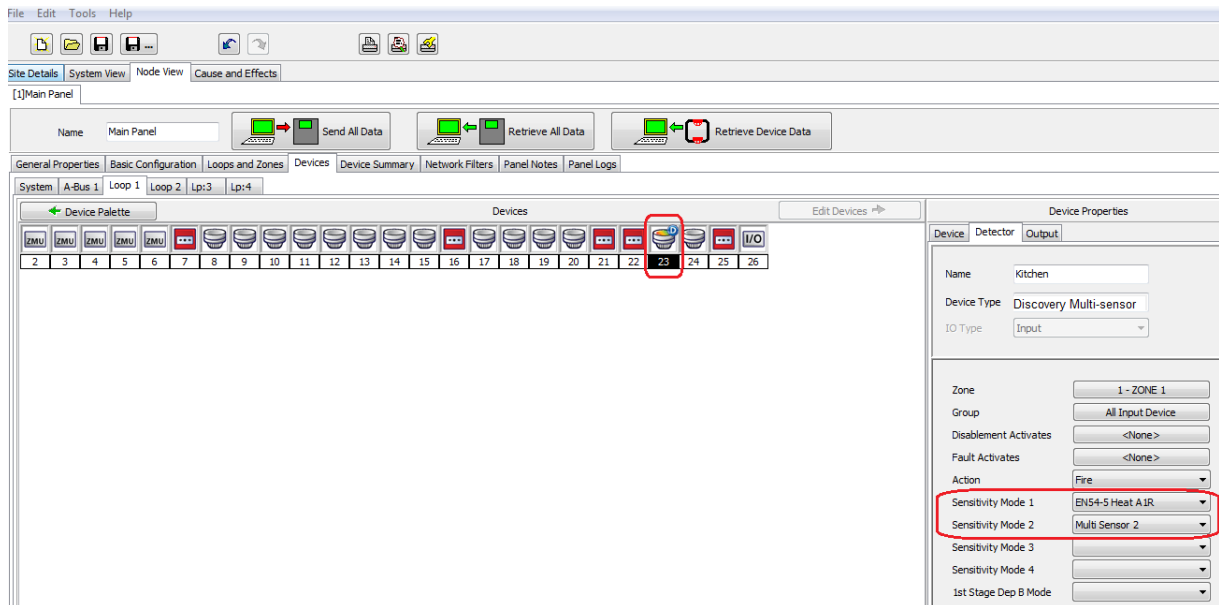 File Edit Tools Help
Site Details System View Node View Cause and Effects
[1]Main Panel
Name Main Panel Send All Data Retrieve All Data Retrieve Device Data
General Properties Basic Configuration Loops and Zones Devices Device Summary Network Filters Panel Notes Panel Logs
System A-Bus 1 Loop 1 Loop 2 Lp:3 Lp:4
Device Palette Devices Edit Devices Device Properties
Device Detector Output
ZMU ZMU ZMU ZMU ZMU D I/O
2 3 4 5 6 7 8 9 10 11 12 13 14 15 16 17 18 19 20 21 22 23 24 25 26
Name Kitchen
Device Type Discovery Multi-sensor
IO Type Input
Zone 1 - ZONE 1
Group All Input Device
Disablement Activates <None>
Fault Activates <None>
Action Fire
Sensitivity Mode 1 EN54-5 Heat A1R
Sensitivity Mode 2 Multi Sensor 2
Sensitivity Mode 3
Sensitivity Mode 4
1st Stage Dep B Mode